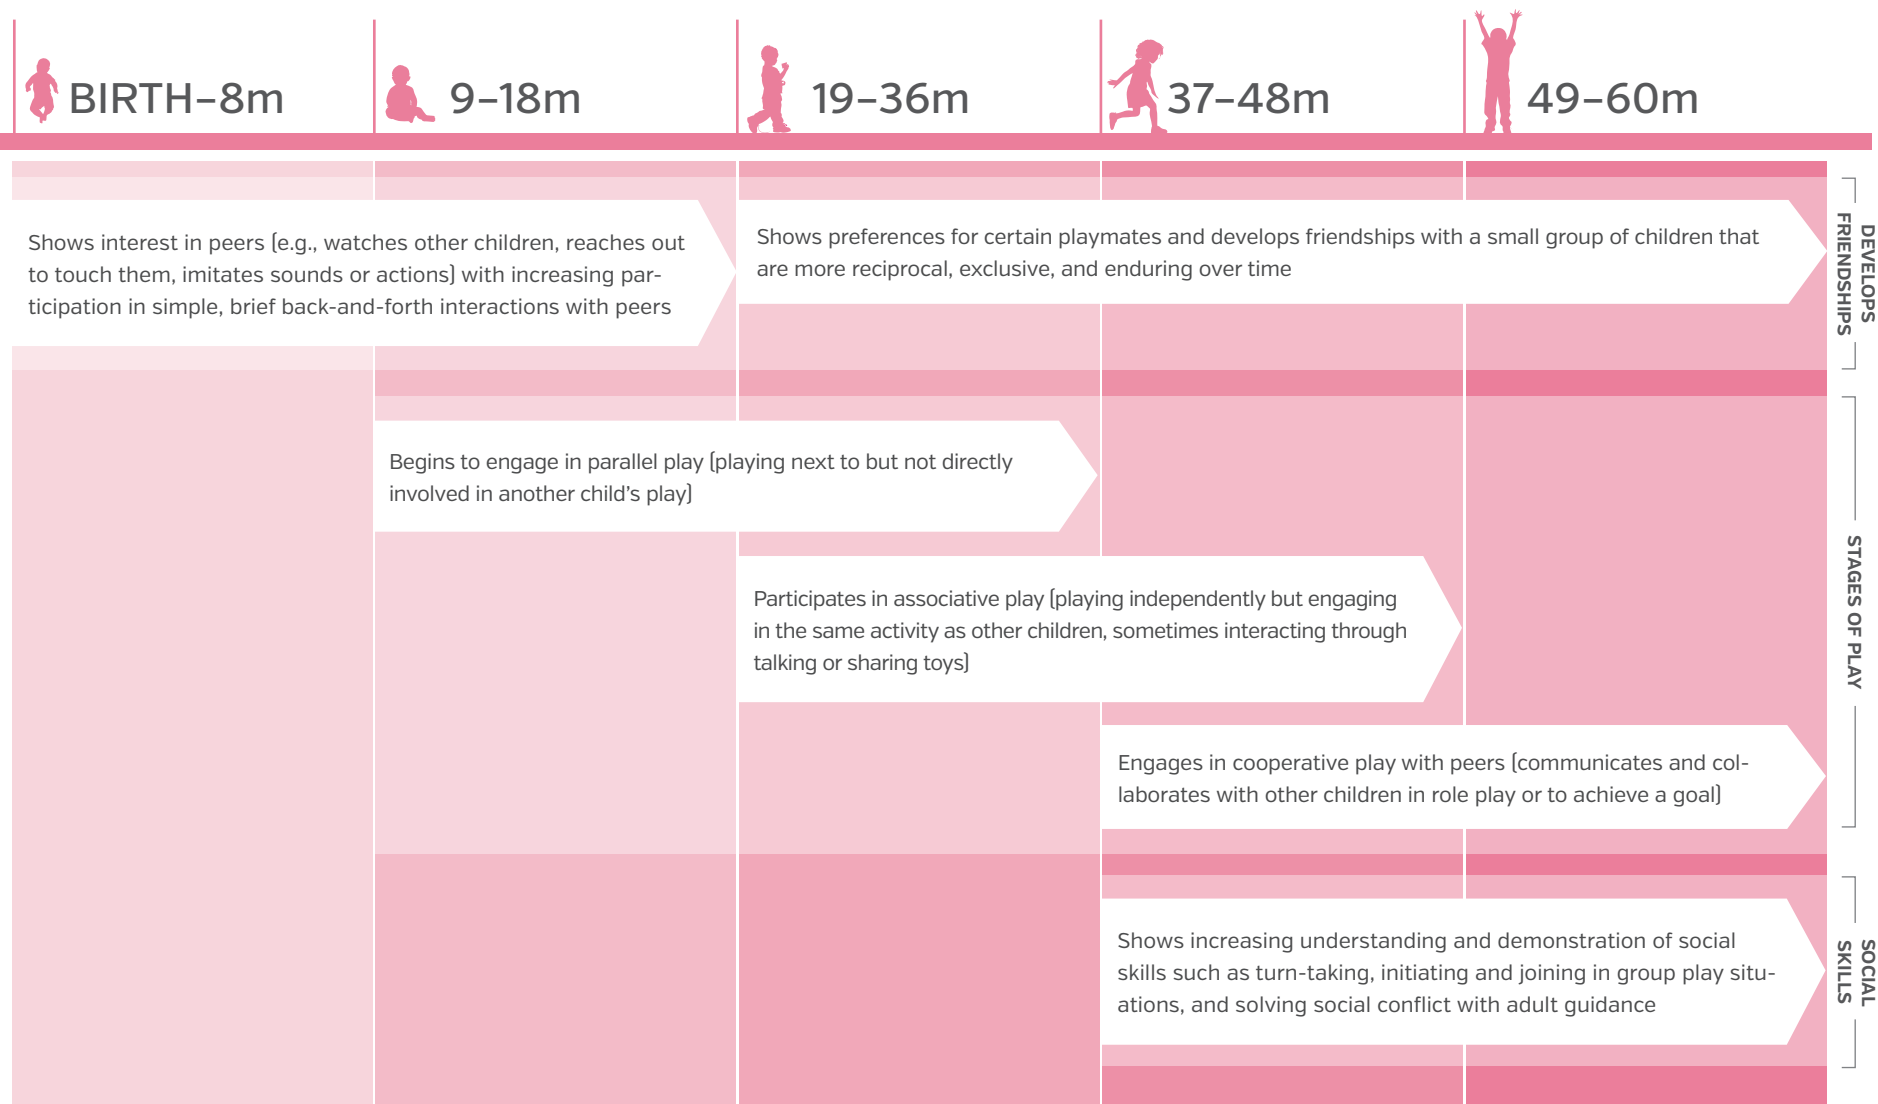 BIRTH–8m
9–18m
19–36m
37–48m
49–60m
Shows interest in peers (e.g., watches other children, reaches out
to touch them, imitates sounds or actions) with increasing par-
ticipation in simple, brief back-and-forth interactions with peers
Shows preferences for certain playmates and develops friendships with a small group of children that
are more reciprocal, exclusive, and enduring over time
DEVELOPS
FRIENDSHIPS
Begins to engage in parallel play (playing next to but not directly
involved in another child’s play)
Participates in associative play (playing independently but engaging
in the same activity as other children, sometimes interacting through
talking or sharing toys)
Engages in cooperative play with peers (communicates and col-
laborates with other children in role play or to achieve a goal)
STAGES OF PLAY
Shows increasing understanding and demonstration of social
skills such as turn-taking, initiating and joining in group play situ-
ations, and solving social conflict with adult guidance
SOCIAL
SKILLS